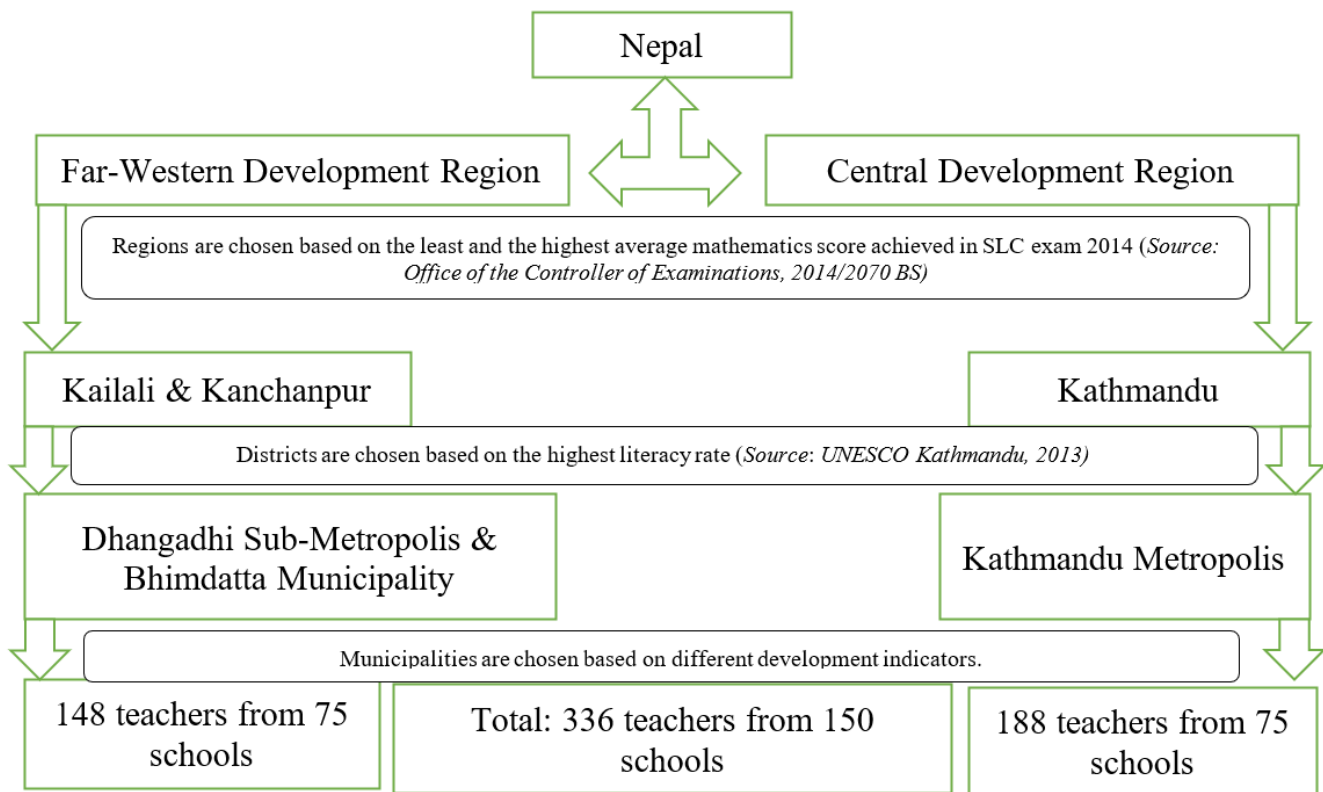 Nepal
Far-Western Development Region
Central Development Region
Regions are chosen based on the least and the highest average mathematics score achieved in SLC exam 2014 (Source:
Office of the Controller of Examinations, 2014/2070 BS)
Kailali & Kanchanpur
Kathmandu
Districts are chosen based on the highest literacy rate (Source: UNESCO Kathmandu, 2013)
Dhangadhi Sub-Metropolis &
Bhimdatta Municipality
Kathmandu Metropolis
Municipalities are chosen based on different development indicators.
148 teachers from 75
schools
Total: 336 teachers from 150
schools
188 teachers from 75
schools